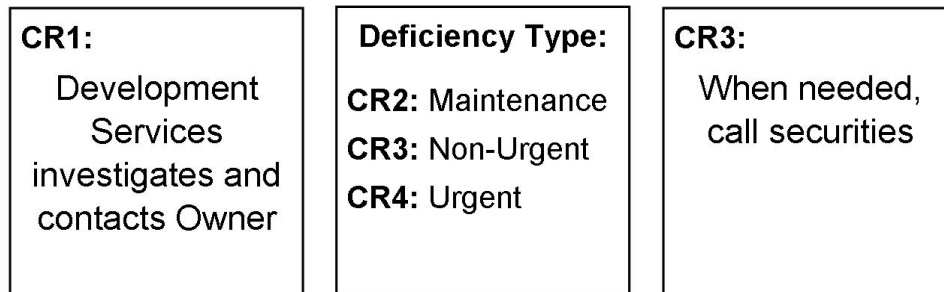 CR1:
Development
Services
investigates and
contacts Owner
Deficiency Type:
CR2: Maintenance
CR3: Non-Urgent
CR4: Urgent
CR3:
When needed,
call securities